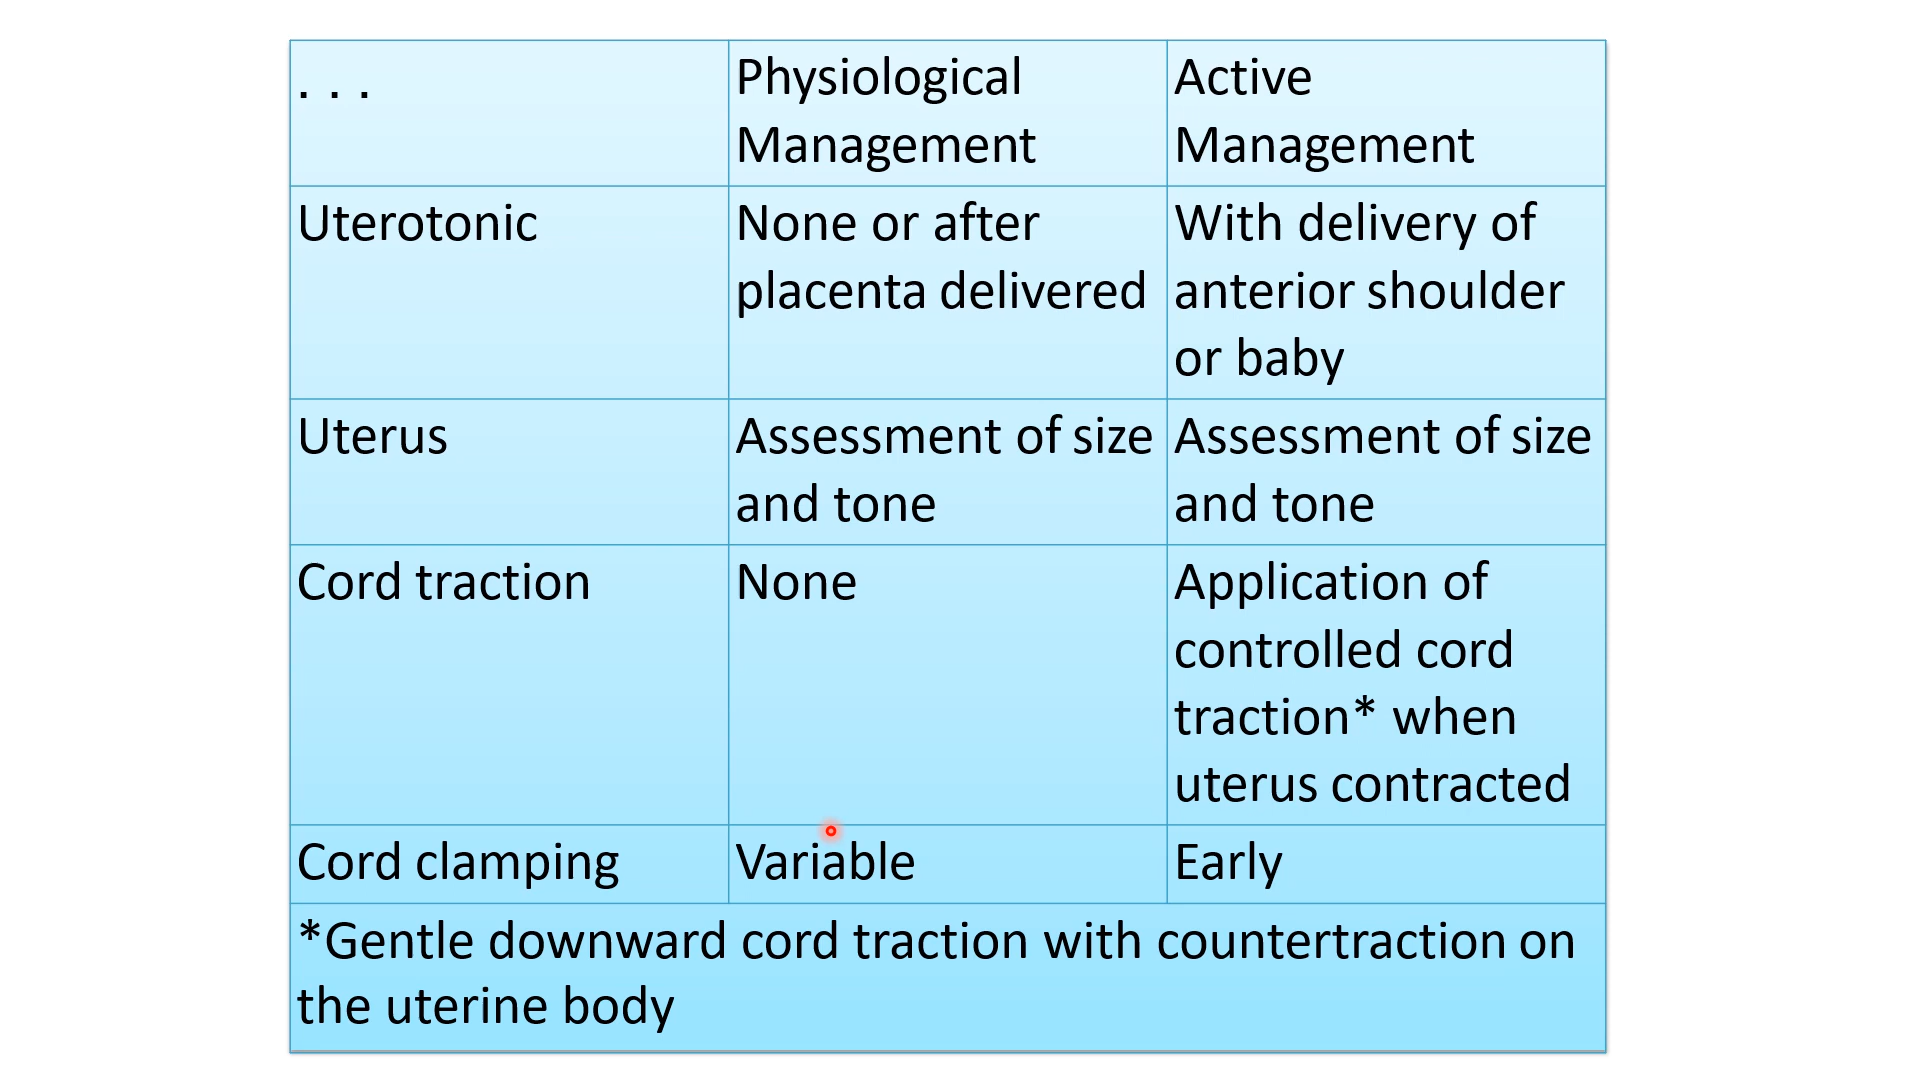 . . .
Physiological
Management
Active
Management
Uterotonic
None or after
placenta delivered
With delivery of
anterior shoulder
or baby
Uterus
Assessment of size
and tone
Assessment of size
and tone
Cord traction
None
Application of
controlled cord
traction* when
uterus contracted
Cord clamping
Variable
Early
*Gentle downward cord traction with countertraction on
the uterine body